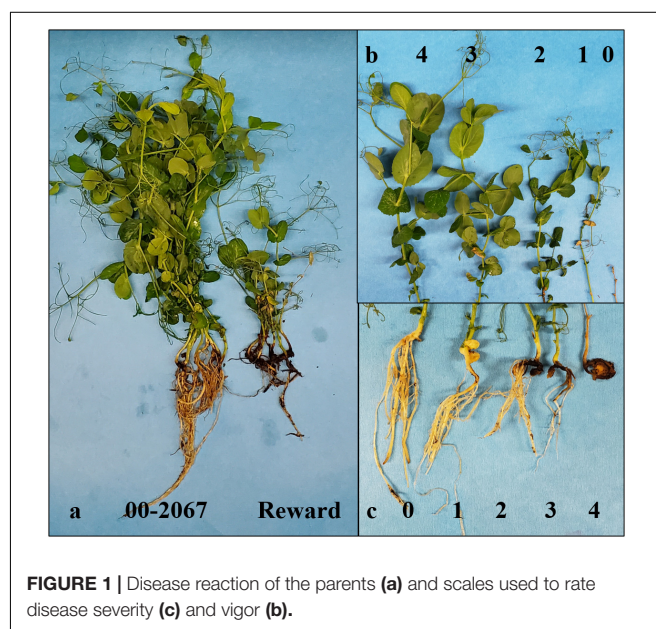 b 4 3 2 1 0
a 00-2067 Reward
c 0 1 2 3 4
FIGURE 1 | Disease reaction of the parents (a) and scales used to rate
disease severity (c) and vigor (b).